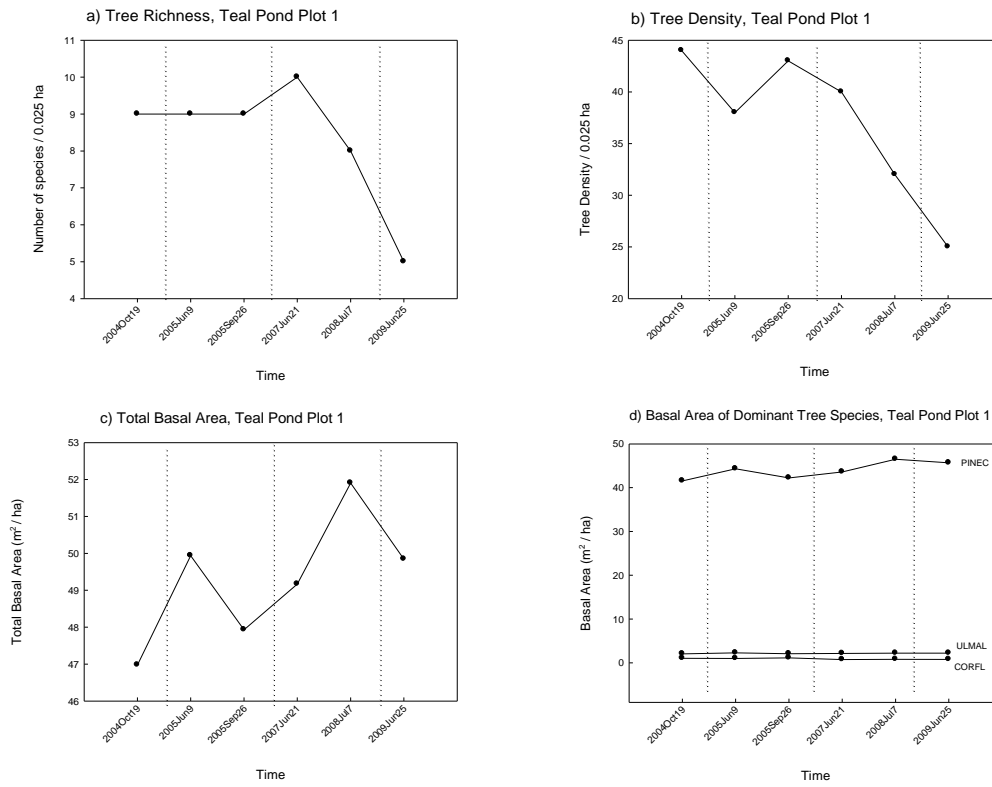 a) Tree Richness, Teal Pond Plot 1
Number of species / 0.025 ha
11
10
9
8
7
6
5
4
2004Oct19
2005Jun9
2005Sep26
2007Jun21
2008Jul7
2009Jun25
Time
b) Tree Density, Teal Pond Plot 1
Tree Density / 0.025 ha
45
40
35
30
25
20
2004Oct19
2005Jun9
2005Sep26
2007Jun21
2008Jul7
2009Jun25
Time
c) Total Basal Area, Teal Pond Plot 1
Total Basal Area (m² / ha)
53
52
51
50
49
48
47
46
2004Oct19
2005Jun9
2005Sep26
2007Jun21
2008Jul7
2009Jun25
Time
d) Basal Area of Dominant Tree Species, Teal Pond Plot 1
Basal Area (m² / ha)
50
40
30
20
10
0
PINEC
ULMAL
CORFL
2004Oct19
2005Jun9
2005Sep26
2007Jun21
2008Jul7
2009Jun25
Time